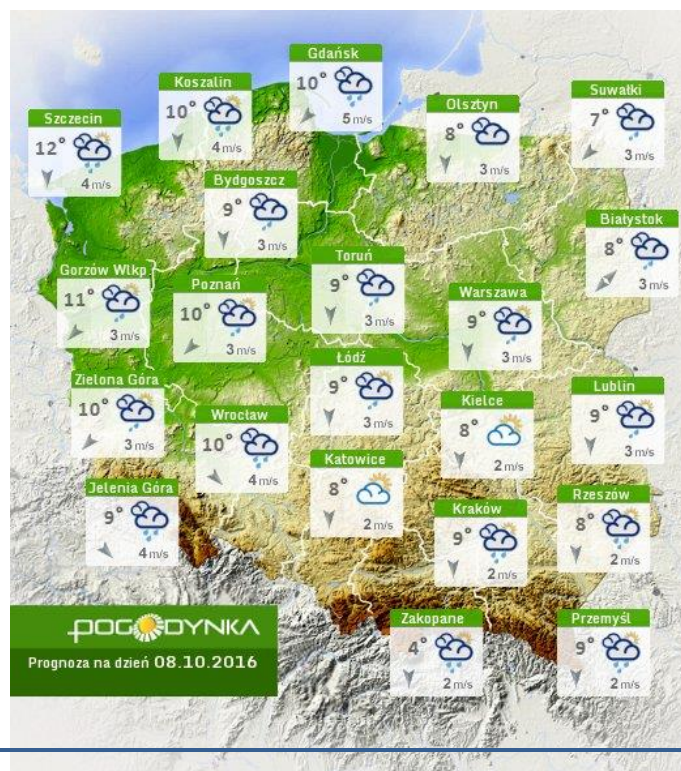 Gdańsk
10°
5 m/s
Koszalin
10°
4 m/s
Suwałki
7°
3 m/s
Olsztyn
8°
3 m/s
Szczecin
12°
4 m/s
Bydgoszcz
9°
3 m/s
Białystok
8°
3 m/s
Toruń
9°
3 m/s
Gorzów Wlkp
11°
3 m/s
Poznań
10°
3 m/s
Warszawa
9°
3 m/s
Łódź
9°
3 m/s
Zielona Góra
10°
3 m/s
Lublin
9°
3 m/s
Kielce
8°
2 m/s
Wrocław
10°
4 m/s
Katowice
8°
2 m/s
Jelenia Góra
9°
4 m/s
Rzeszów
8°
2 m/s
Kraków
9°
2 m/s
Zakopane
4°
2 m/s
Przemyśl
9°
2 m/s
POGODYNKA
Prognoza na dzień 08.10.2016